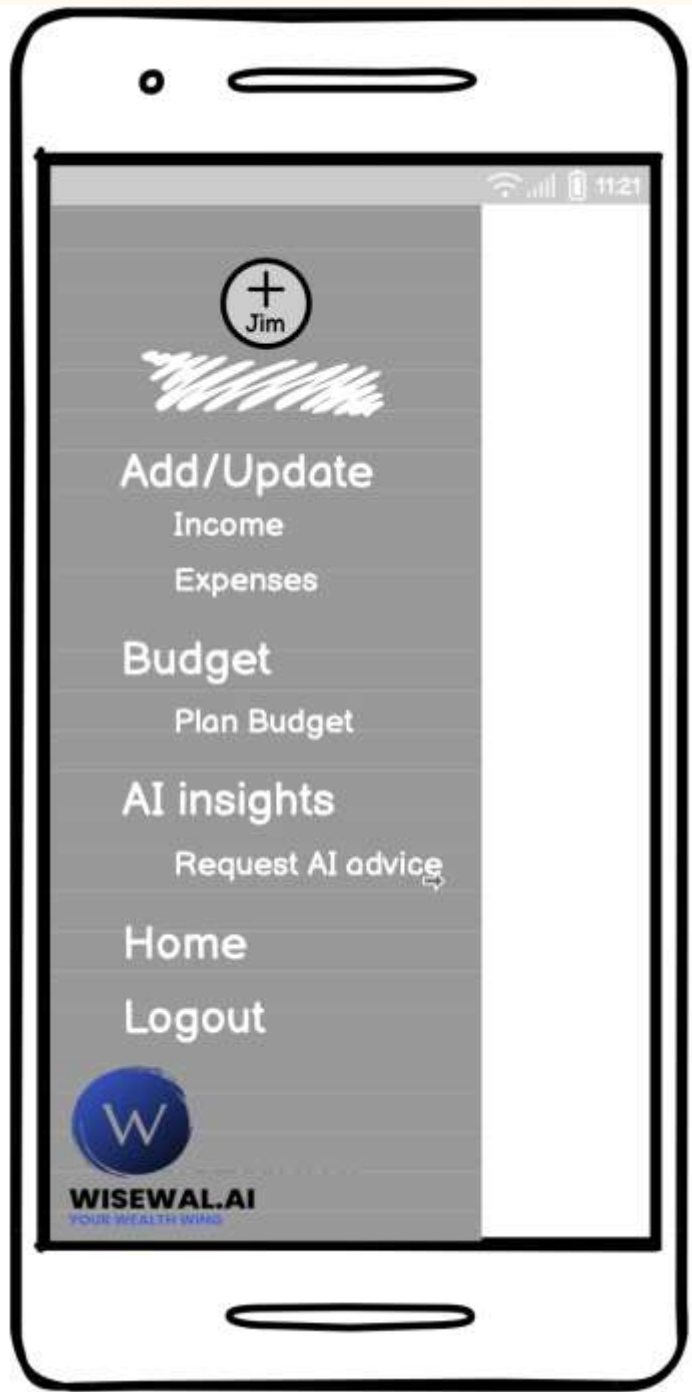 11:21
Jim
Add/Update
Income
Expenses
Budget
Plan Budget
AI insights
Request AI advice
Home
Logout
W
WISEWAL.AI
YOUR WEALTH WING